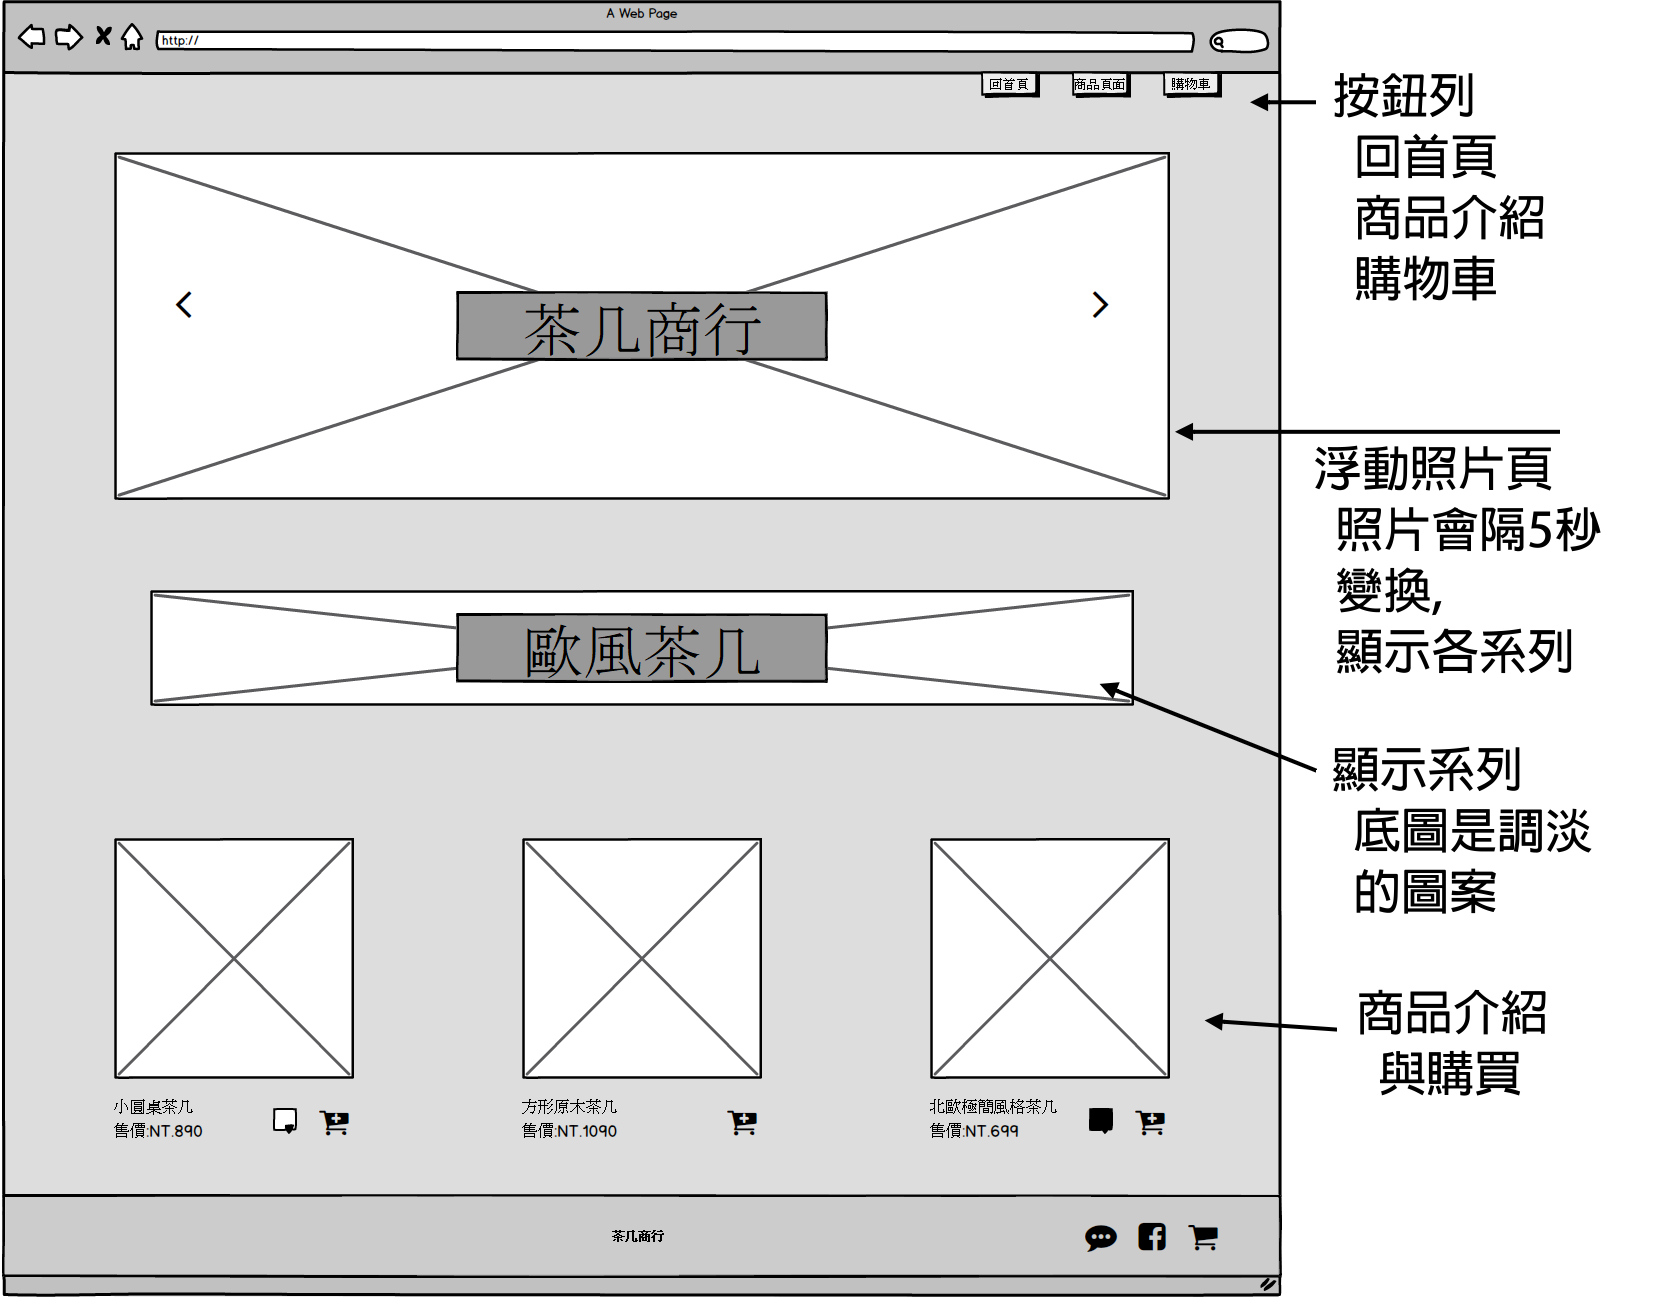 A Web Page
http://
回首頁
商品頁面
購物車
茶几商行
歐風茶几
小圓桌茶几
售價:NT.890
方形原木茶几
售價:NT.1090
北歐極簡風格茶几
售價:NT.699
茶几商行
按鈕列
回首頁
商品介紹
購物車
浮動照片頁
照片會隔5秒
變換,
顯示各系列
顯示系列
底圖是調淡
的圖案
商品介紹
與購買